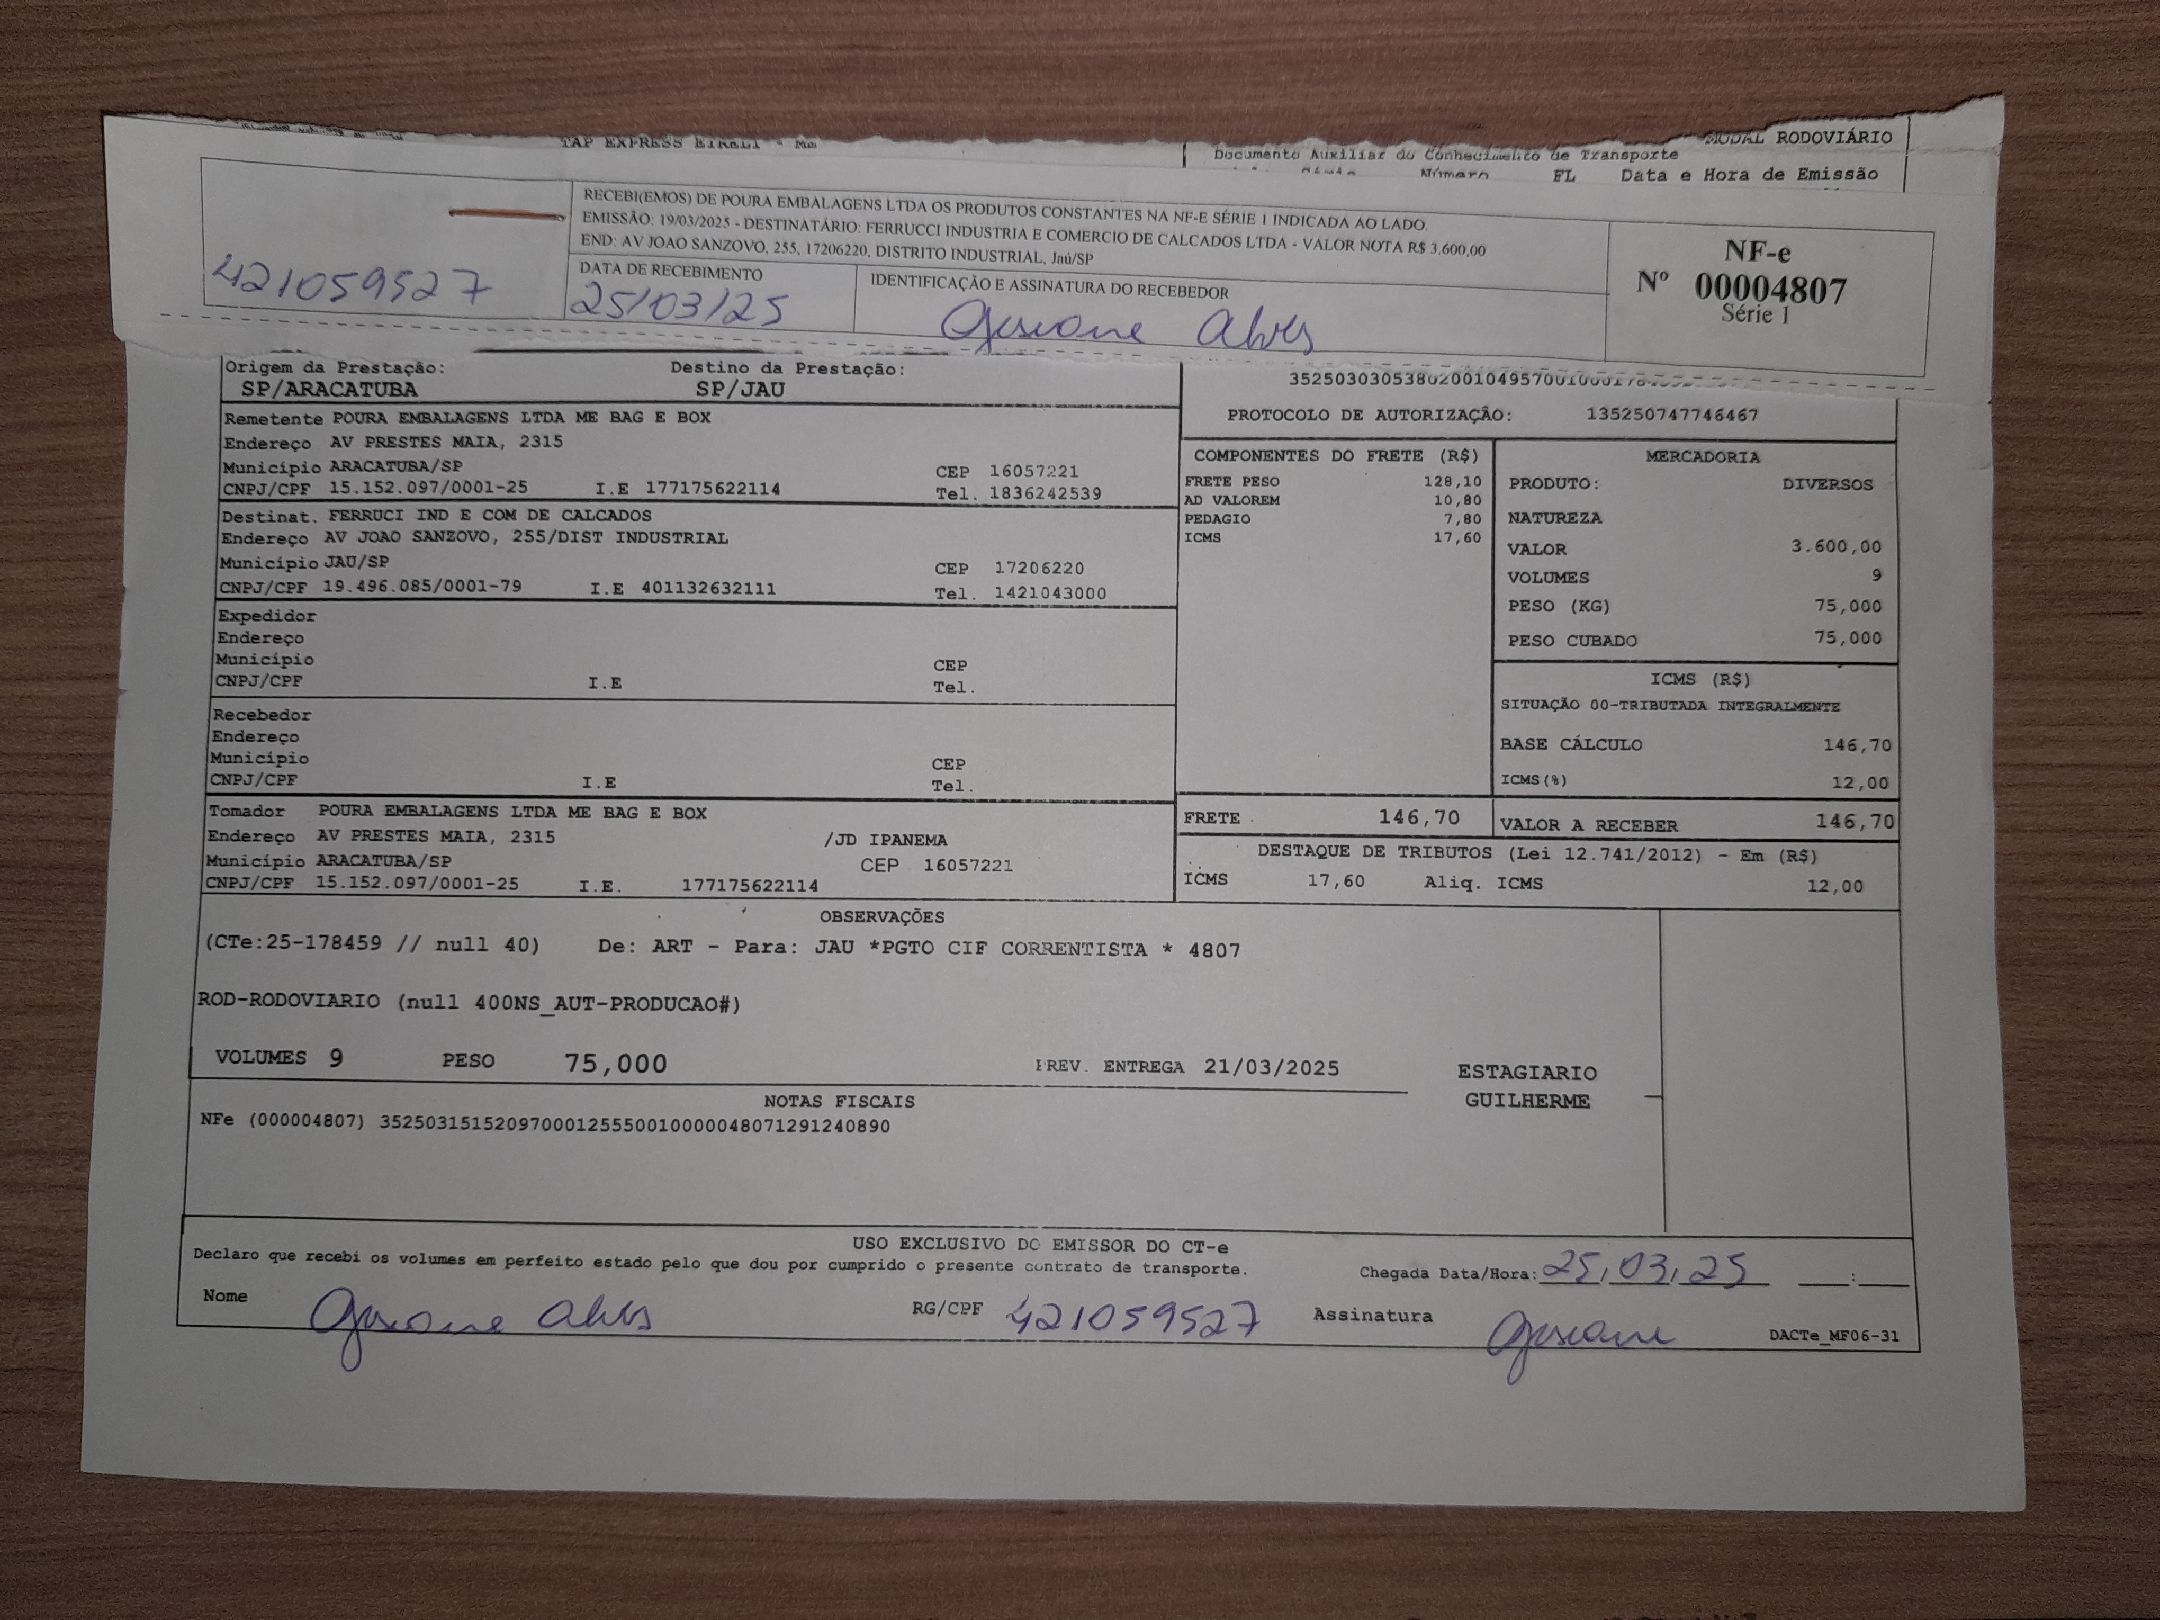 TAP EXPRESS EIRELI - Me
MODAL RODOVIÁRIO
Documento Auxiliar do Conhecimento de Transporte
Número FL Data e Hora de Emissão
RECEBI(EMOS) DE POURA EMBALAGENS LTDA OS PRODUTOS CONSTANTES NA NF-E SÉRIE 1 INDICADA AO LADO.
EMISSÃO: 19/03/2025 - DESTINATÁRIO: FERRUCCI INDUSTRIA E COMERCIO DE CALCADOS LTDA - VALOR NOTA R$ 3.600,00
END: AV JOAO SANZOVO, 255, 17206220, DISTRITO INDUSTRIAL, Jaú/SP
NF-e
Nº 00004807
Série 1
421059527
DATA DE RECEBIMENTO
25/03/25
IDENTIFICAÇÃO E ASSINATURA DO RECEBEDOR
Gesiane Alves
Origem da Prestação: Destino da Prestação:
SP/ARACATUBA SP/JAU
PROTOCOLO DE AUTORIZAÇÃO: 135250747746467
Remetente POURA EMBALAGENS LTDA ME BAG E BOX
Endereço AV PRESTES MAIA, 2315
Município ARACATUBA/SP CEP 16057221
CNPJ/CPF 15.152.097/0001-25 I.E 177175622114 Tel. 1836242539
Destinat. FERRUCI IND E COM DE CALCADOS
Endereço AV JOAO SANZOVO, 255/DIST INDUSTRIAL
Município JAU/SP CEP 17206220
CNPJ/CPF 19.496.085/0001-79 I.E 401132632111 Tel. 1421043000
Expedidor
Endereço
Município CEP
CNPJ/CPF I.E Tel.
Recebedor
Endereço
Município CEP
CNPJ/CPF I.E Tel.
Tomador POURA EMBALAGENS LTDA ME BAG E BOX
Endereço AV PRESTES MAIA, 2315 /JD IPANEMA
Município ARACATUBA/SP CEP 16057221
CNPJ/CPF 15.152.097/0001-25 I.E. 177175622114
COMPONENTES DO FRETE (R$)
FRETE PESO 128,10
AD VALOREM 10,80
PEDAGIO 7,80
ICMS 17,60
MERCADORIA
PRODUTO: DIVERSOS
NATUREZA
VALOR 3.600,00
VOLUMES 9
PESO (KG) 75,000
PESO CUBADO 75,000
ICMS (R$)
SITUAÇÃO 00-TRIBUTADA INTEGRALMENTE
BASE CÁLCULO 146,70
ICMS(%) 12,00
FRETE 146,70 VALOR A RECEBER 146,70
DESTAQUE DE TRIBUTOS (Lei 12.741/2012) - Em (R$)
ICMS 17,60 Aliq. ICMS 12,00
OBSERVAÇÕES
(CTe:25-178459 // null 40) De: ART - Para: JAU *PGTO CIF CORRENTISTA * 4807
ROD-RODOVIARIO (null 400NS_AUT-PRODUCAO#)
VOLUMES 9 PESO 75,000 PREV. ENTREGA 21/03/2025
ESTAGIARIO
GUILHERME
NOTAS FISCAIS
NFe (000004807) 35250315152097000125550010000048071291240890
USO EXCLUSIVO DO EMISSOR DO CT-e
Declaro que recebi os volumes em perfeito estado pelo que dou por cumprido o presente contrato de transporte.
Chegada Data/Hora: 25/03/25 :
Nome Gesiane Alves RG/CPF 421059527 Assinatura Gesiane
DACTe_MF06-31